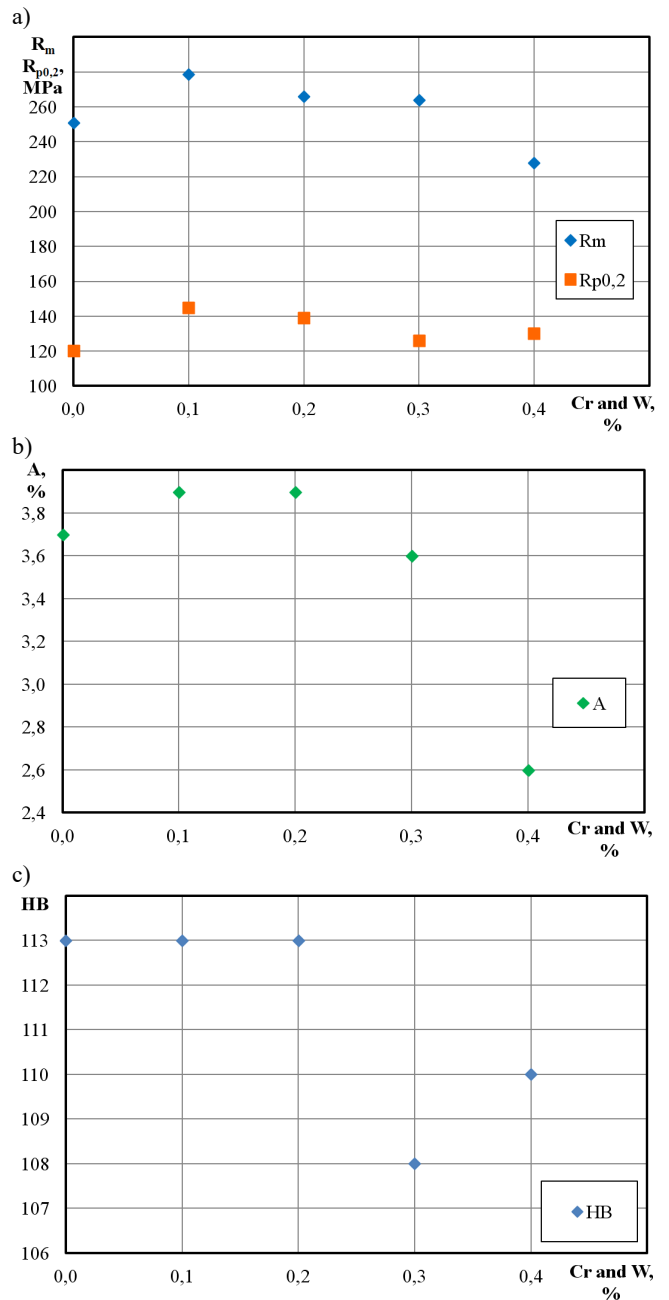 a)
R_m
R_p0,2,
MPa
260
240
220
200
180
160
140
120
100
Rm
Rp0,2
0,0 0,1 0,2 0,3 0,4 Cr and W,
%
b)
A,
%
3,8
3,6
3,4
3,2
3,0
2,8
2,6
2,4
A
0,0 0,1 0,2 0,3 0,4 Cr and W,
%
c)
HB
113
112
111
110
109
108
107
106
HB
0,0 0,1 0,2 0,3 0,4 Cr and W,
%